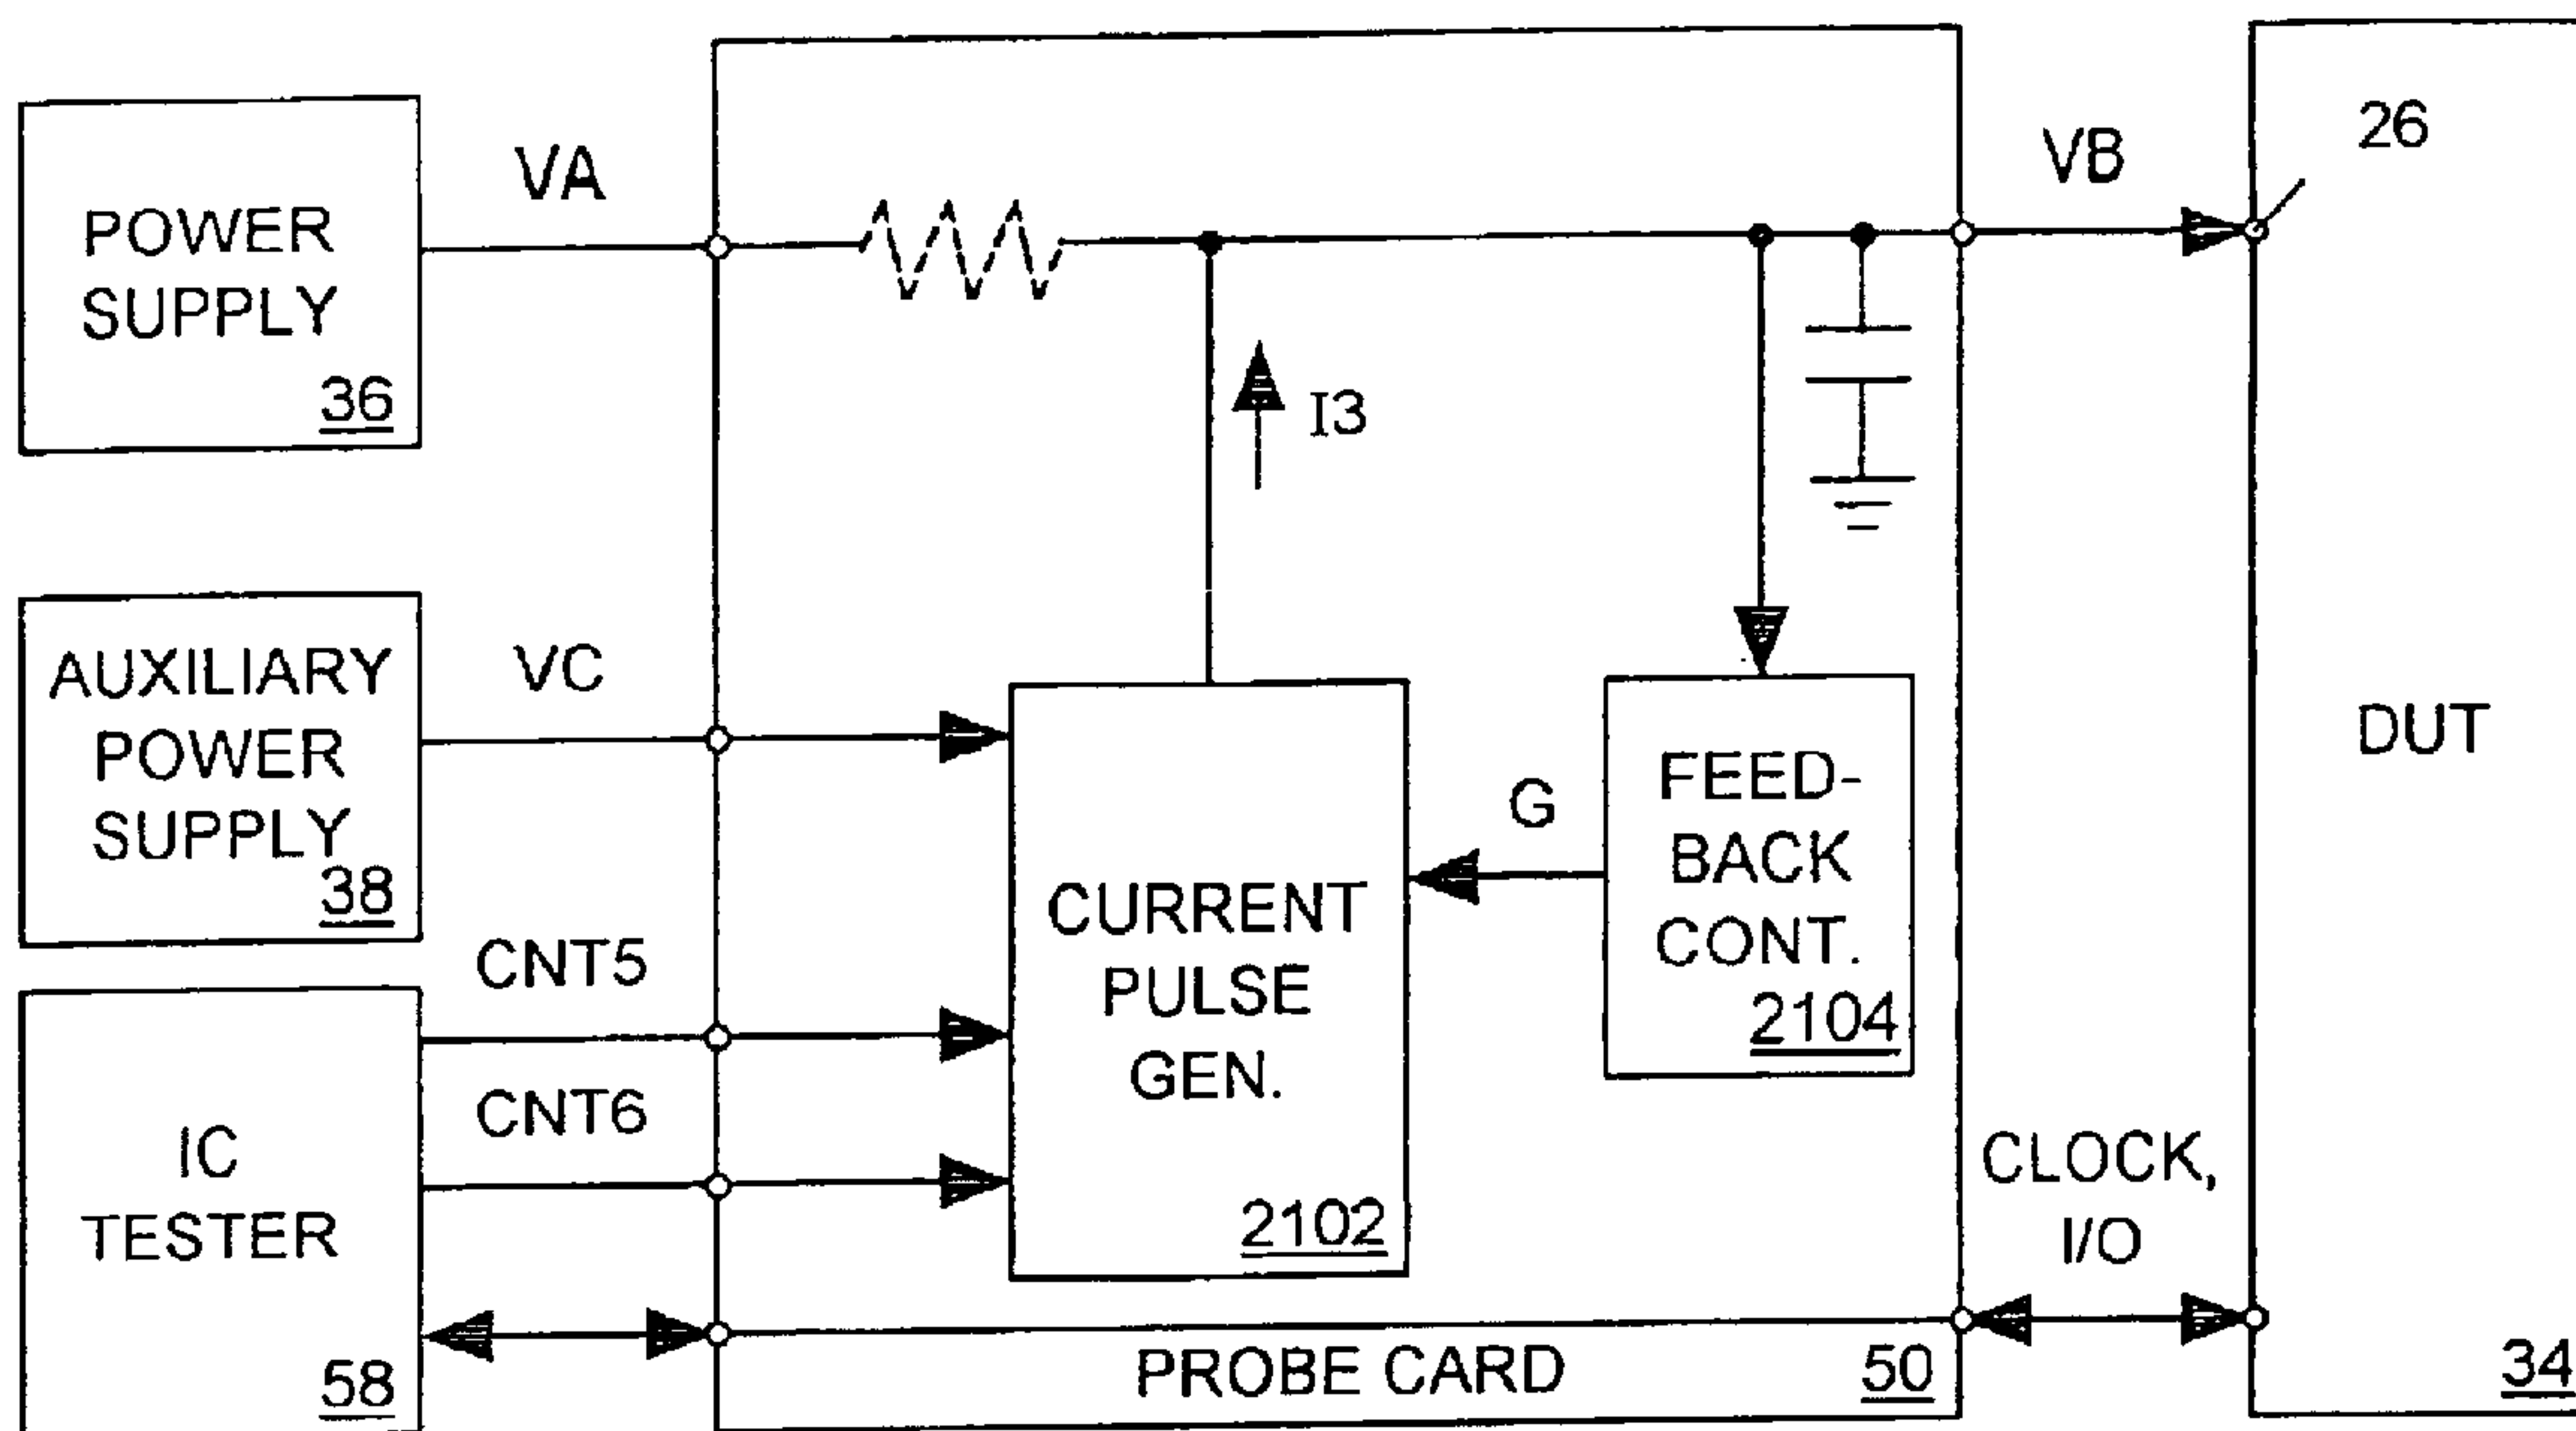 POWER
SUPPLY
36
VA
I3
VB
26
AUXILIARY
POWER
SUPPLY
38
VC
CNT5
CNT6
IC
TESTER
58
CURRENT
PULSE
GEN.
2102
G
FEED-
BACK
CONT.
2104
DUT
34
CLOCK,
I/O
PROBE CARD
50